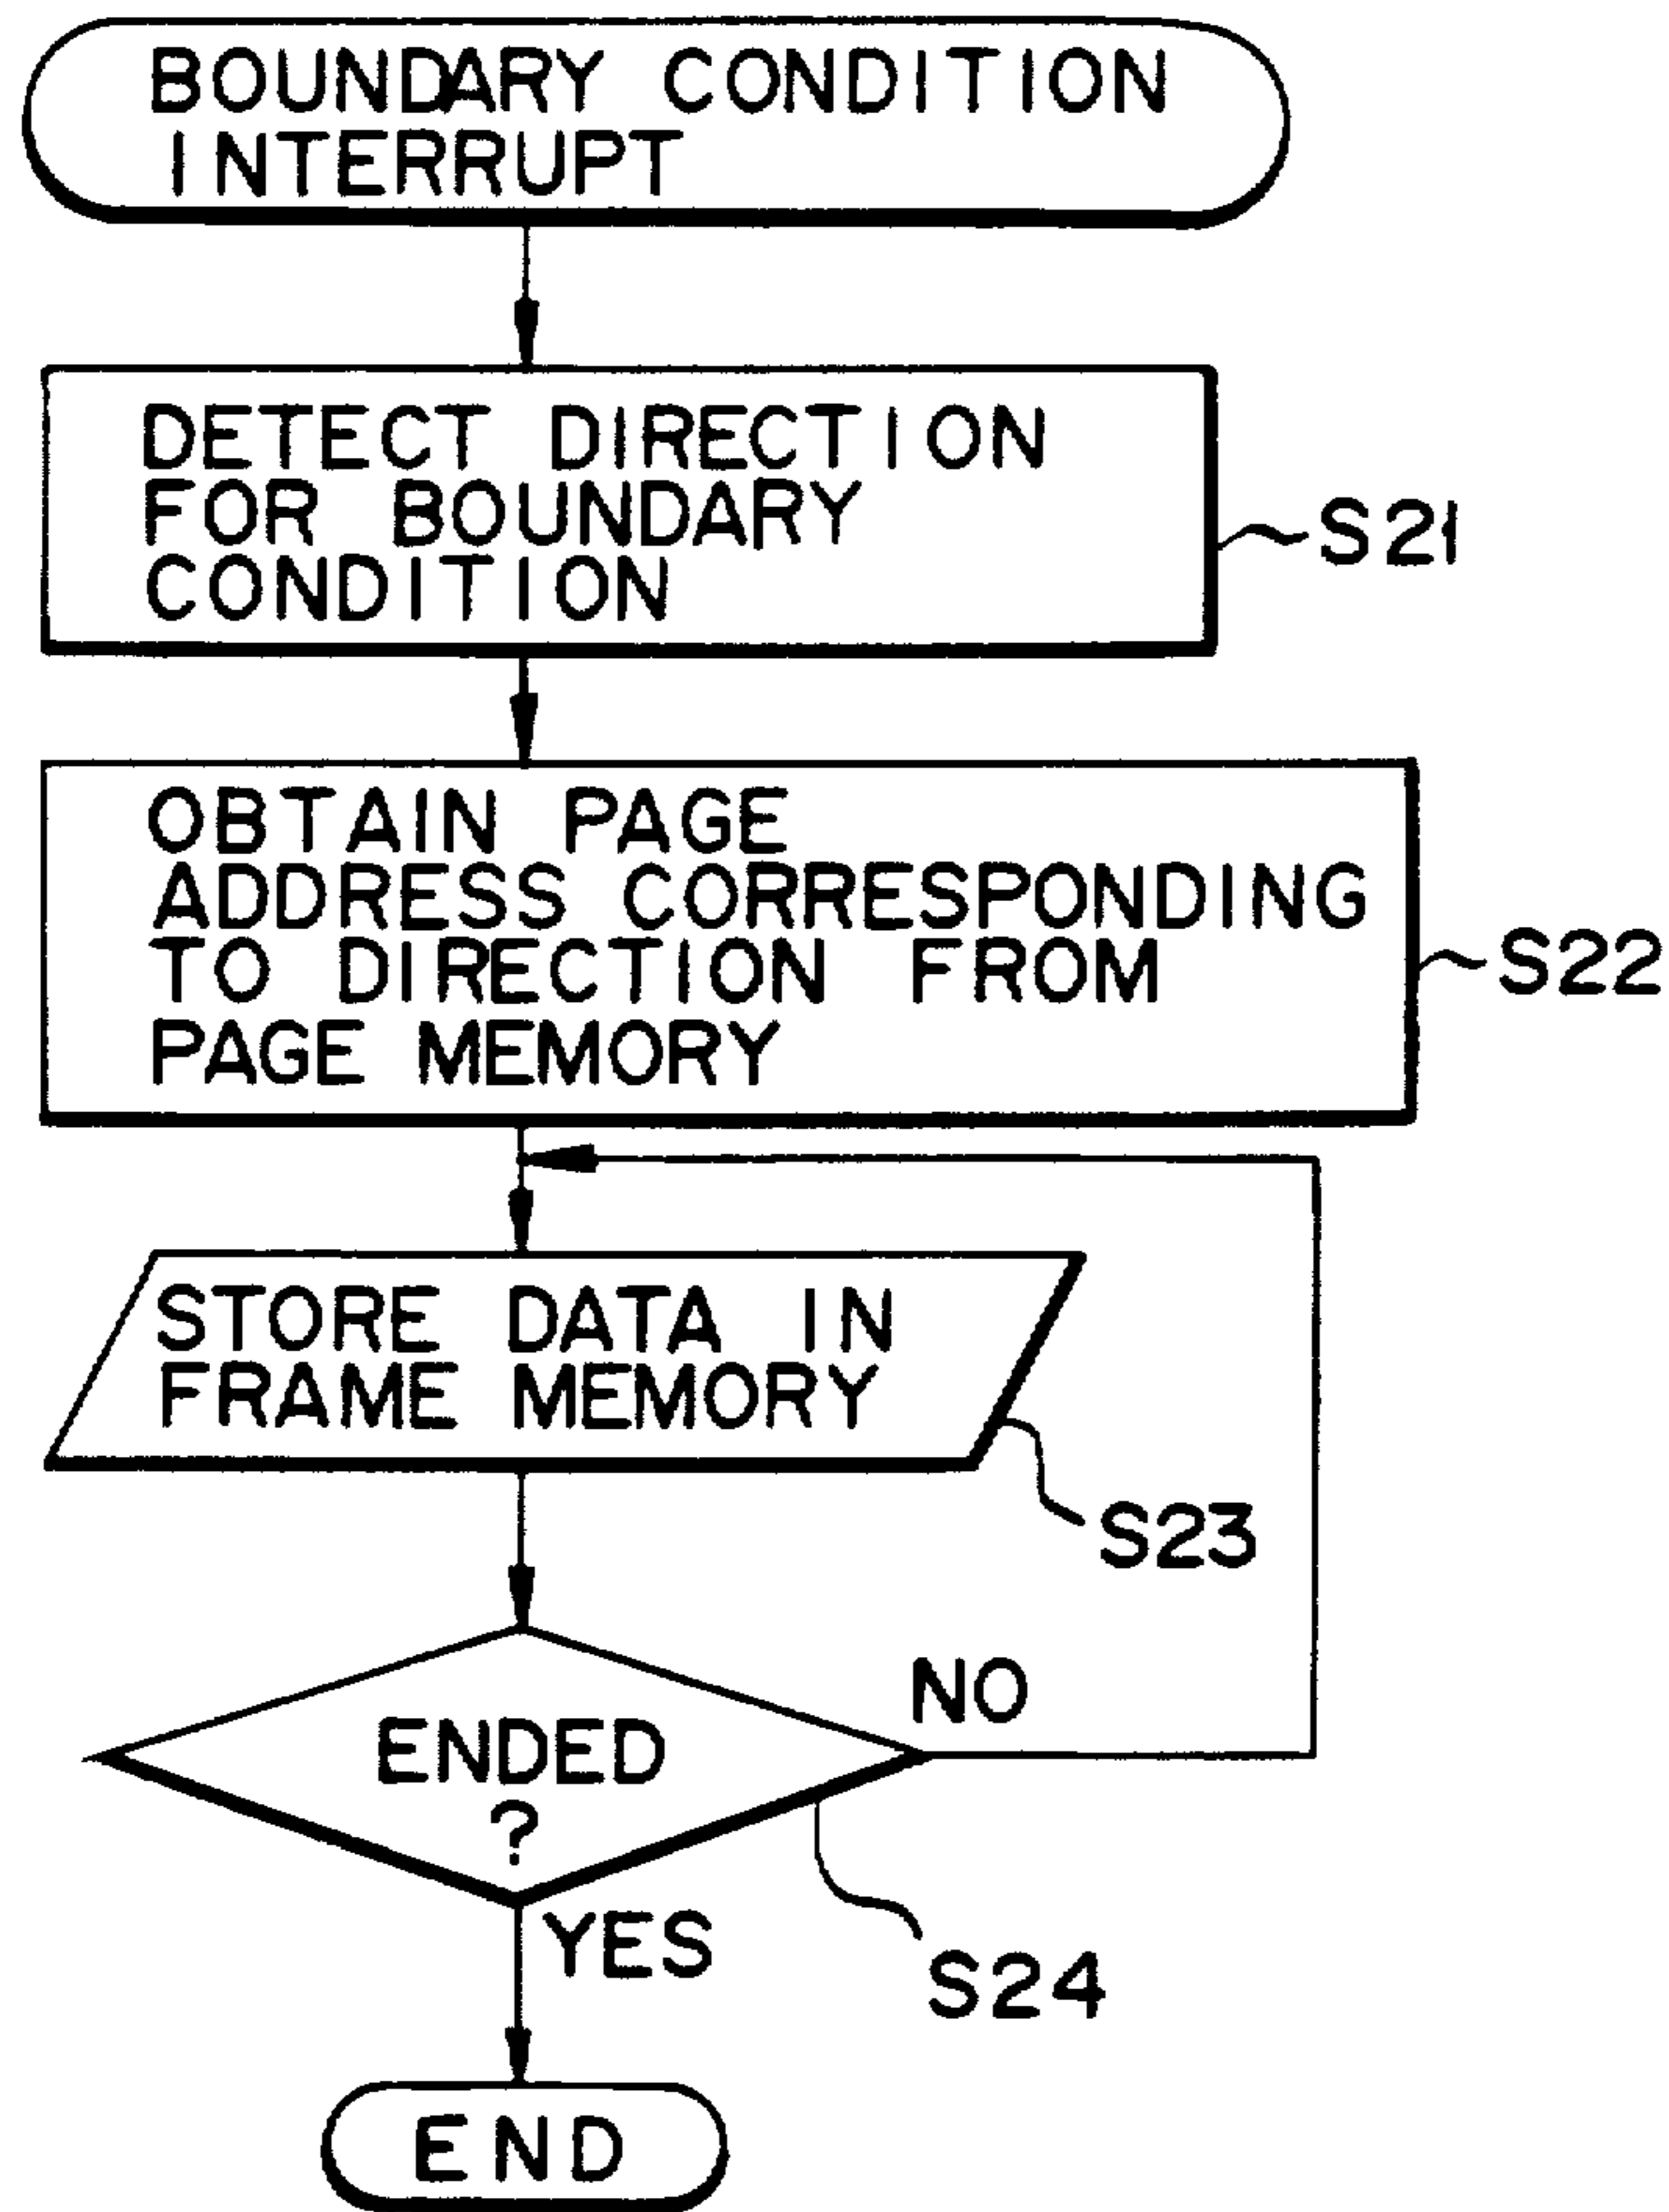 BOUNDARY CONDITION
INTERRUPT
DETECT DIRECTION
FOR BOUNDARY
CONDITION
S21
OBTAIN PAGE
ADDRESS CORRESPONDING
TO DIRECTION FROM
PAGE MEMORY
S22
STORE DATA IN
FRAME MEMORY
S23
ENDED
?
NO
YES
S24
END